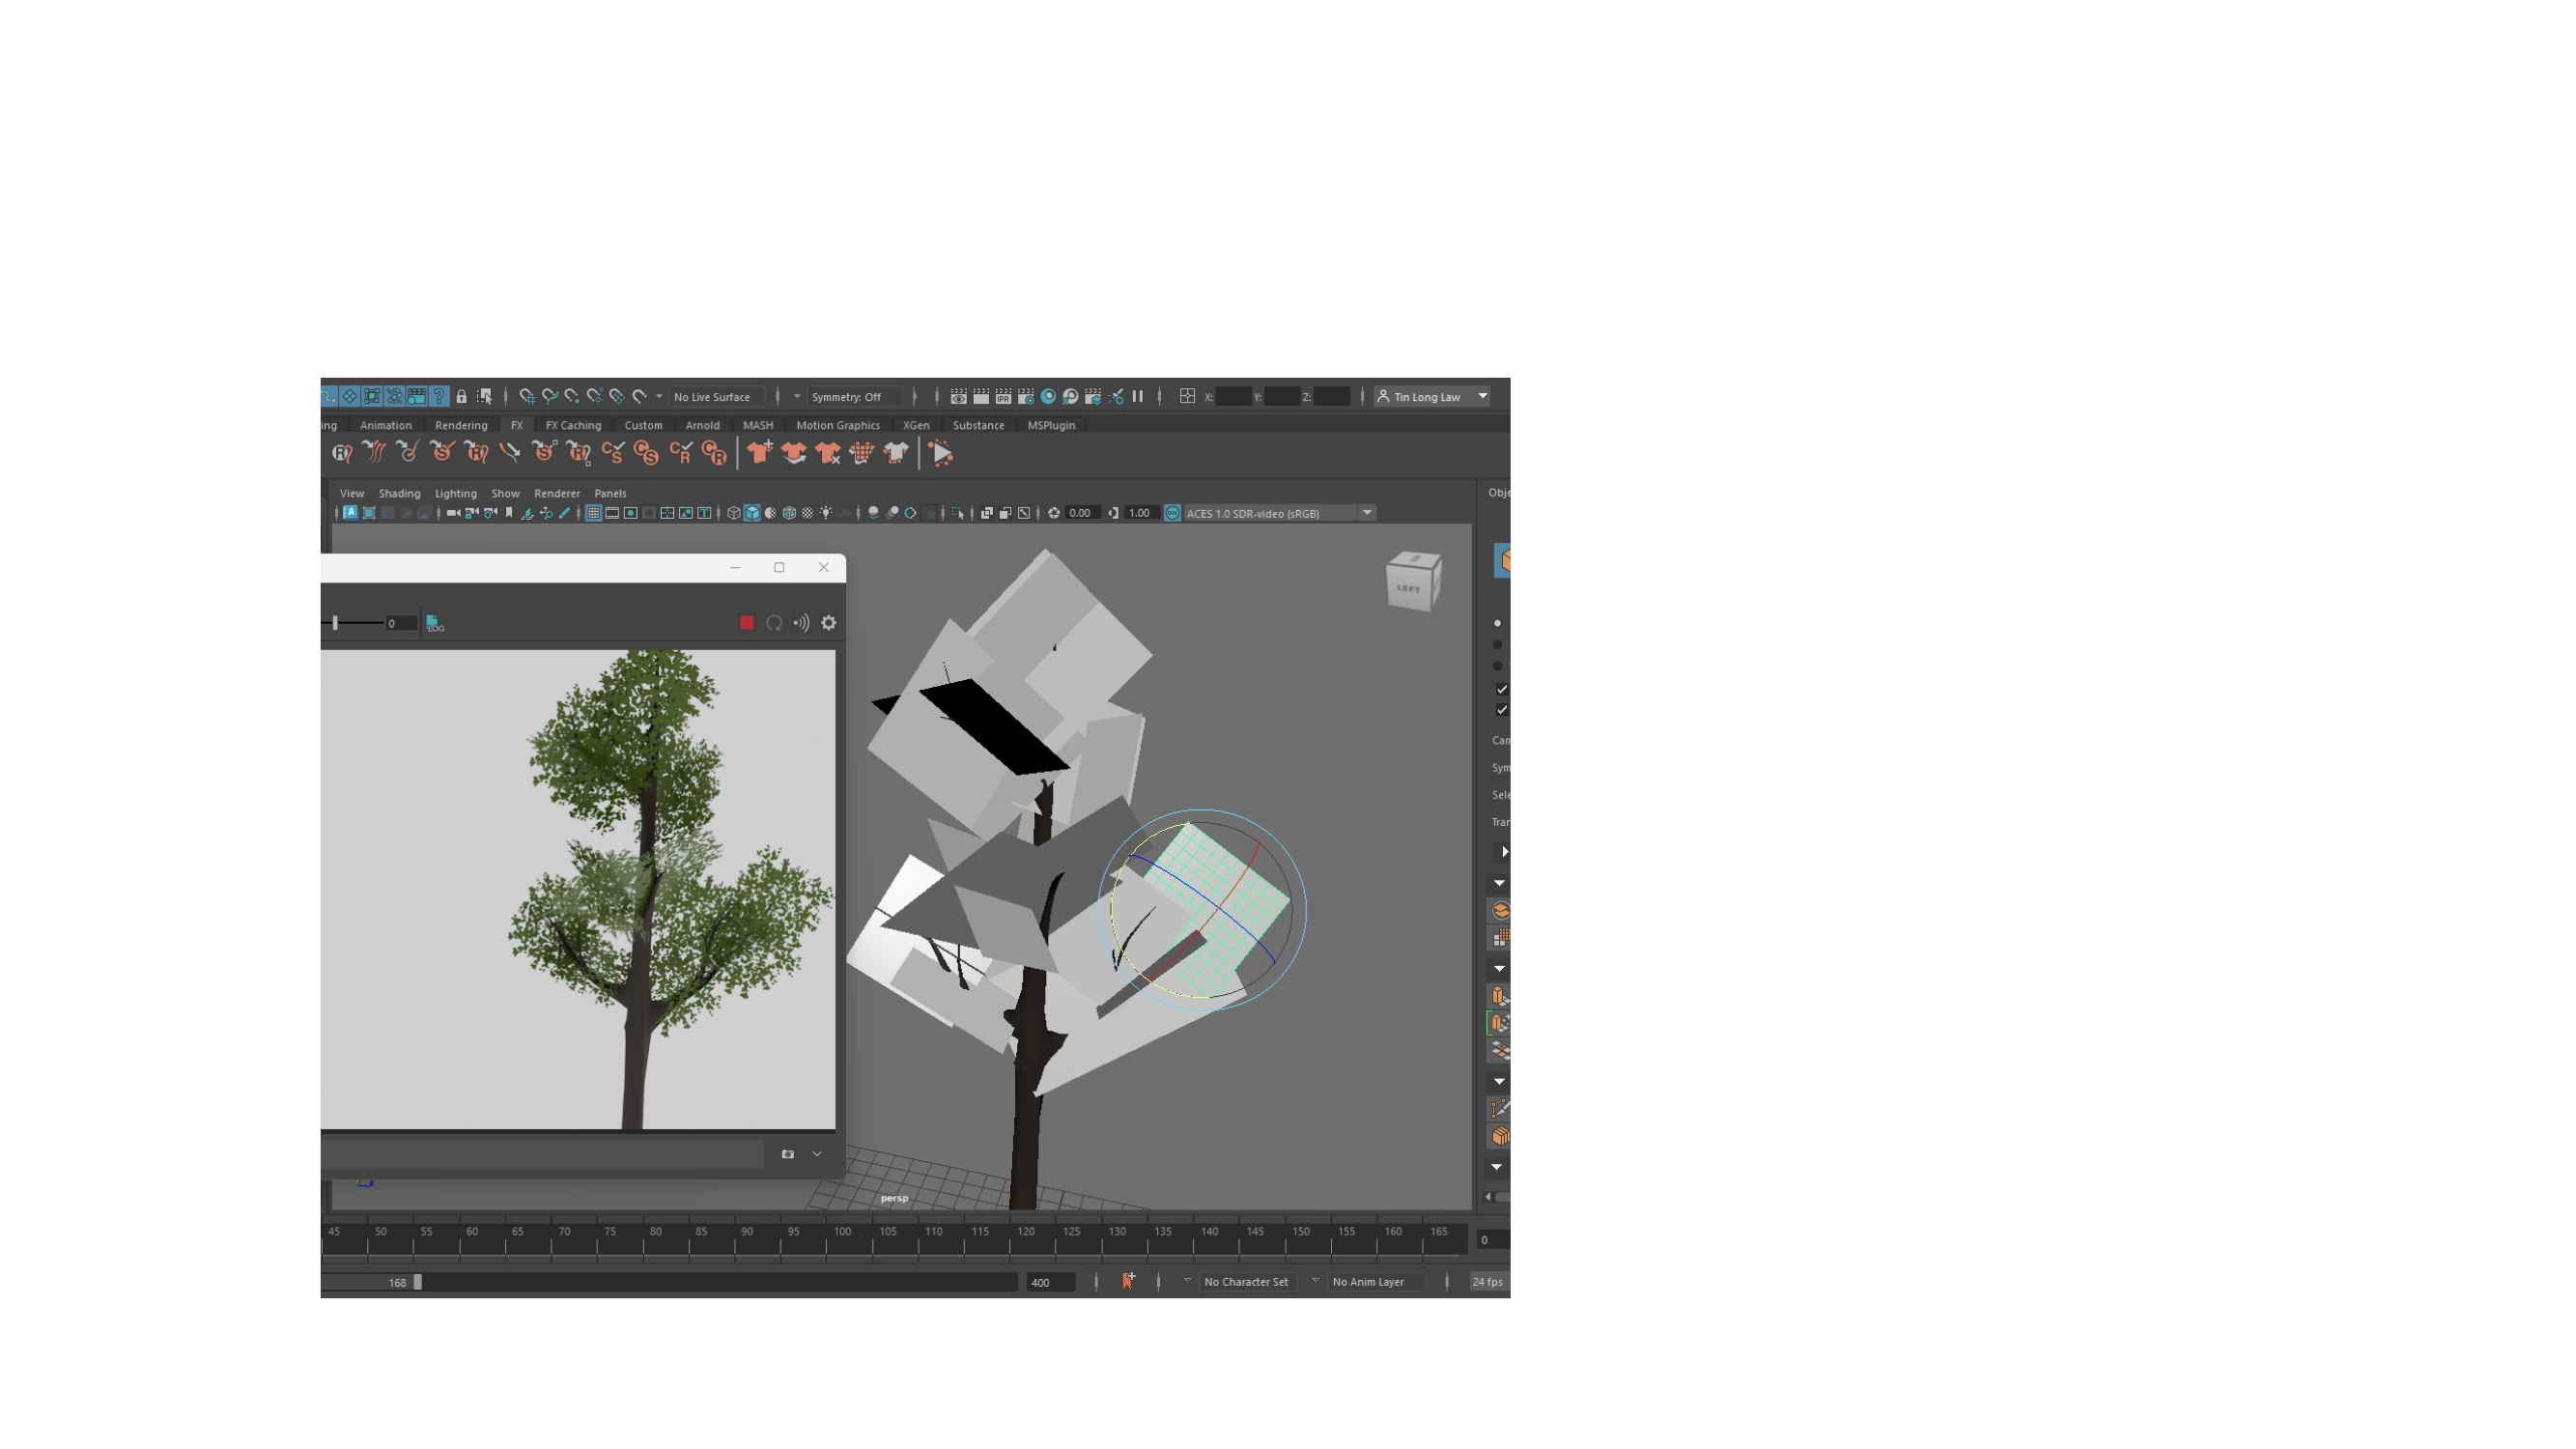 No Live Surface Symmetry: Off IPR X: Y: Z: Tin Long Law
ing Animation Rendering FX FX Caching Custom Arnold MASH Motion Graphics XGen Substance MSPlugin
View Shading Lighting Show Renderer Panels
Obje
0.00 1.00 ACES 1.0 SDR-video (sRGB)
LEFT
0 LOG
Cam
Sym
Sele
Tran
z
persp
45 50 55 60 65 70 75 80 85 90 95 100 105 110 115 120 125 130 135 140 145 150 155 160 165 0
168 400 No Character Set No Anim Layer 24 fps